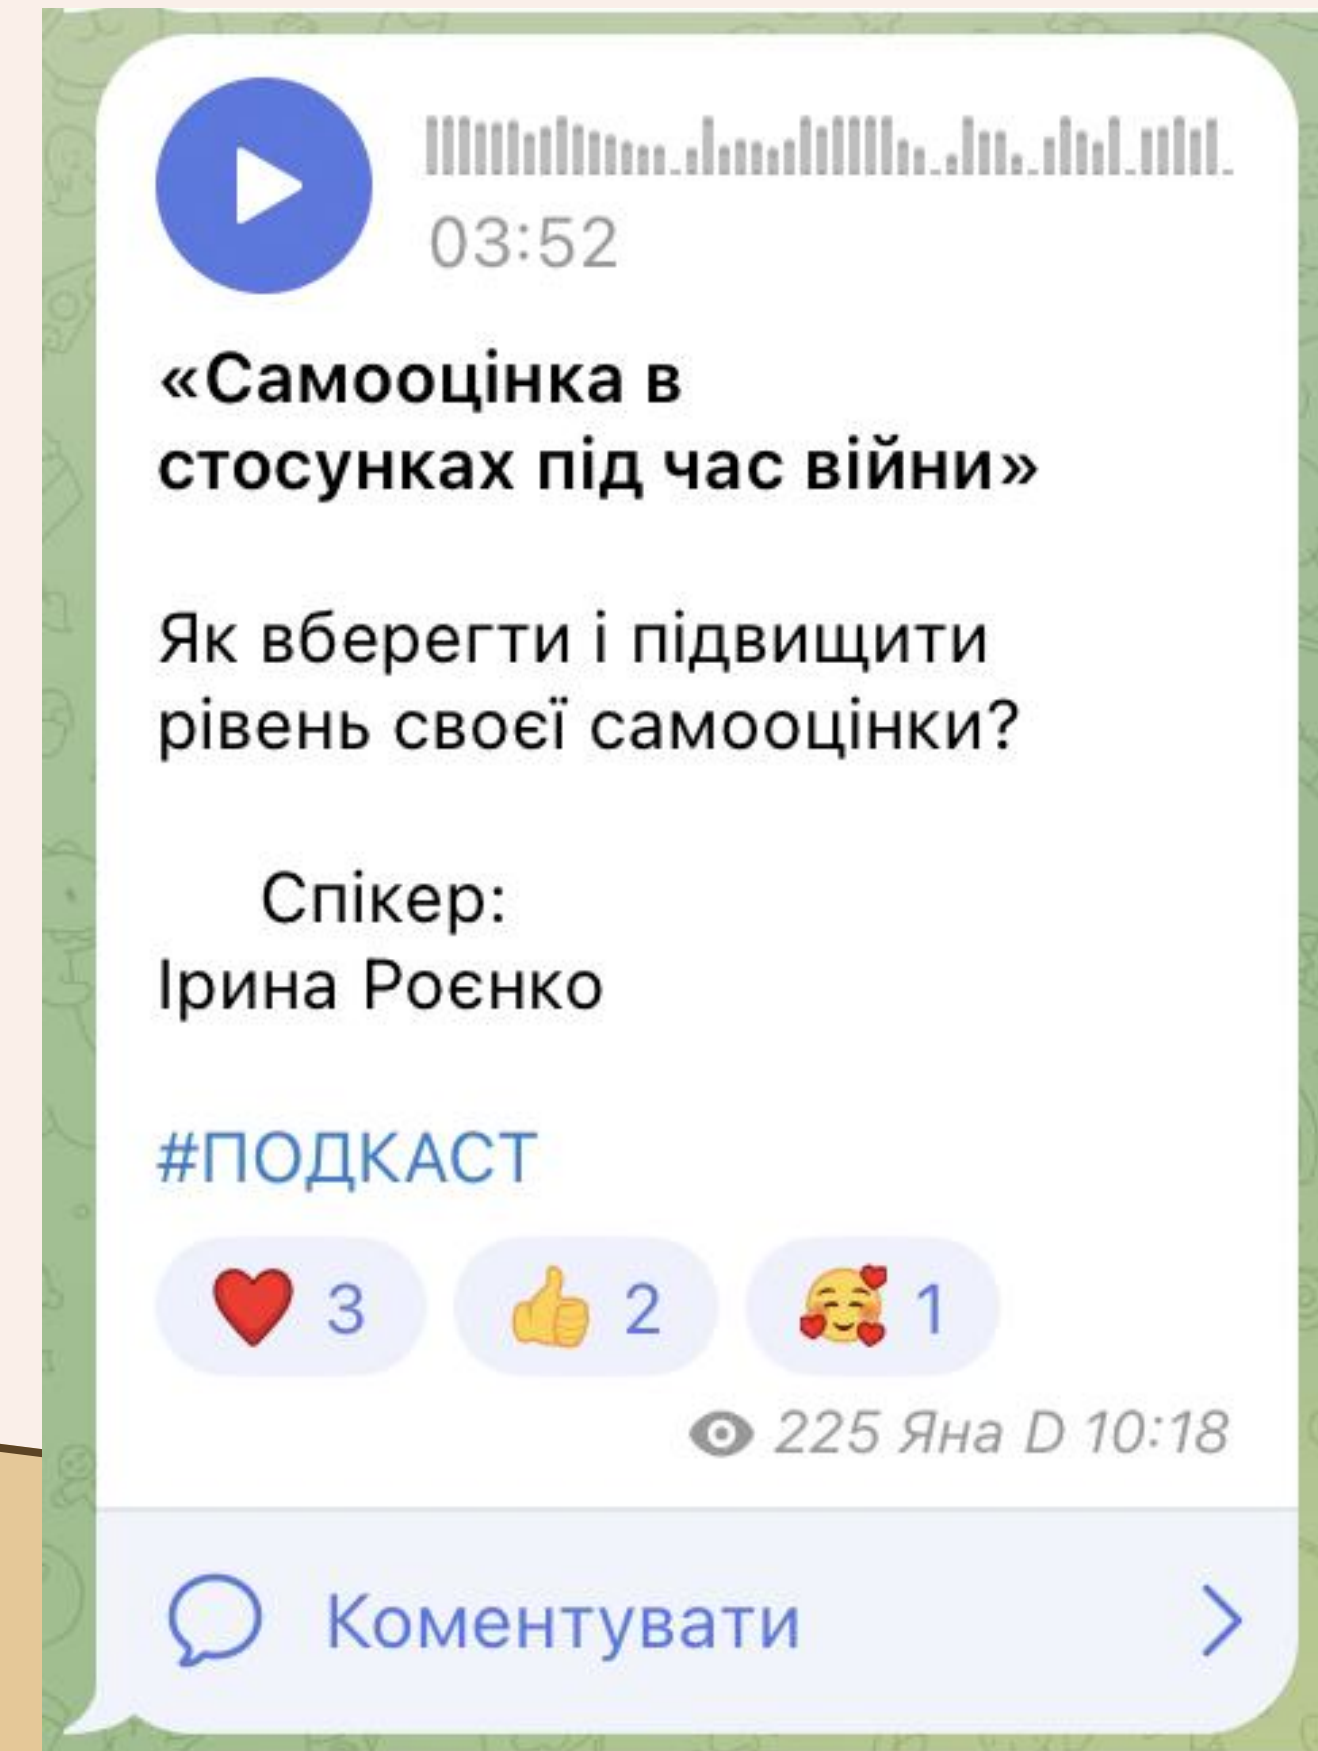 03:52
«Самооцінка в
стосунках під час війни»
Як вберегти і підвищити
рівень своєї самооцінки?
Спікер:
Ірина Роєнко
#ПОДКАСТ
❤️ 3 👍 2 🥰 1
225 Яна D 10:18
Коментувати